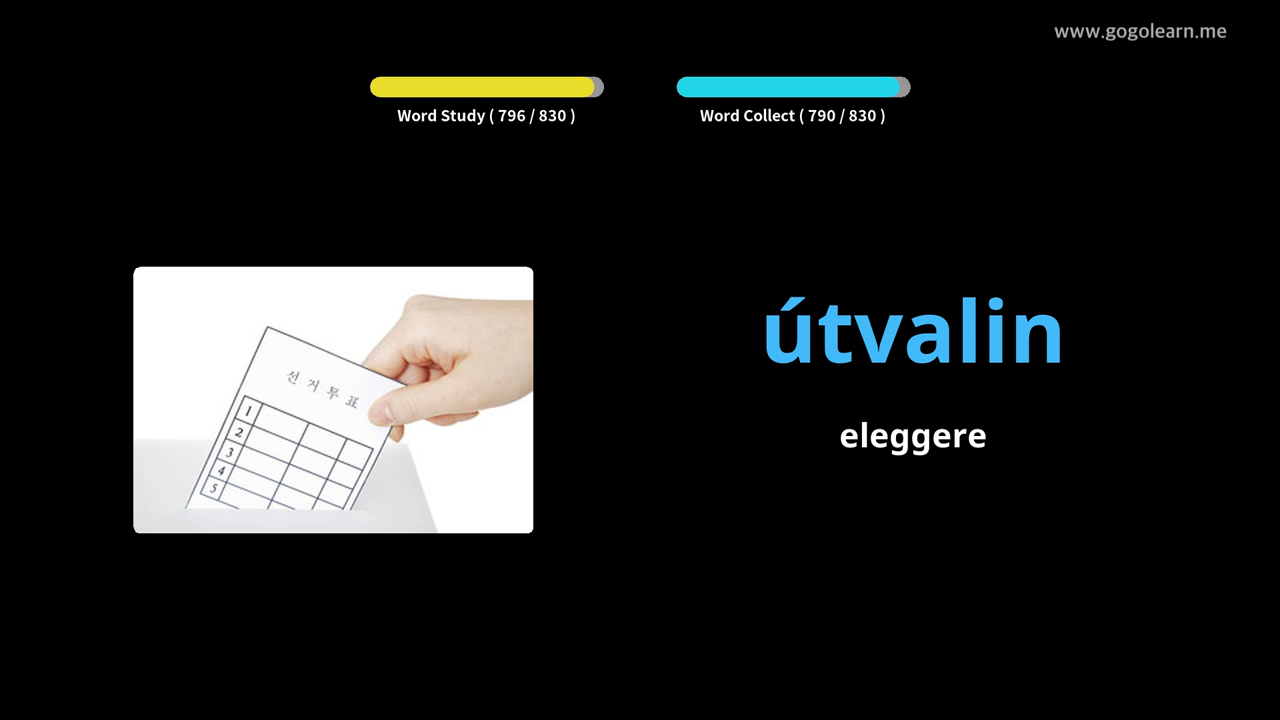 www.gogolearn.me
Word Study ( 796 / 830 )
Word Collect ( 790 / 830 )
선거투표
1
2
3
4
5
útvalin
eleggere